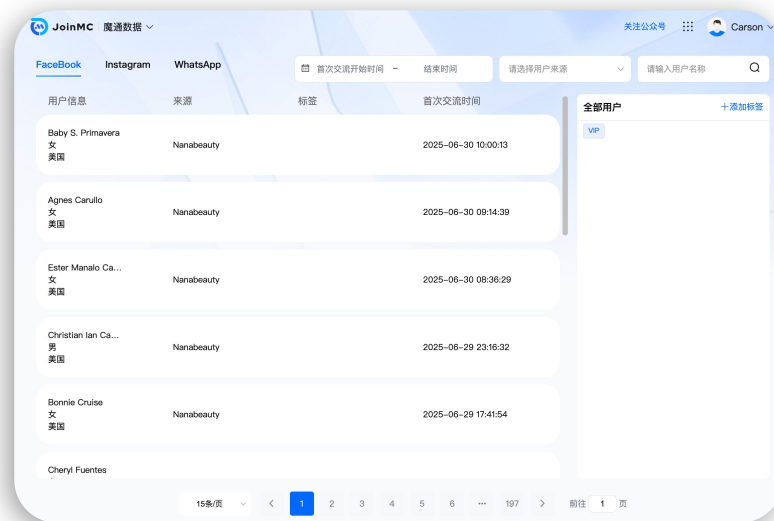 JoinMC 魔通数据
关注公众号
Carson
FaceBook Instagram WhatsApp
首次交流开始时间 – 结束时间
请选择用户来源
请输入用户名称
用户信息 来源 标签 首次交流时间
Baby S. Primavera
女
美国
Nanabeauty
2025-06-30 10:00:13
Agnes Carullo
女
美国
Nanabeauty
2025-06-30 09:14:39
Ester Manalo Ca...
女
美国
Nanabeauty
2025-06-30 08:36:29
Christian Ian Ca...
男
美国
Nanabeauty
2025-06-29 23:16:32
Bonnie Cruise
女
美国
Nanabeauty
2025-06-29 17:41:54
Cheryl Fuentes
全部用户 +添加标签
VIP
15条/页 < 1 2 3 4 5 6 ... 197 > 前往 1 页